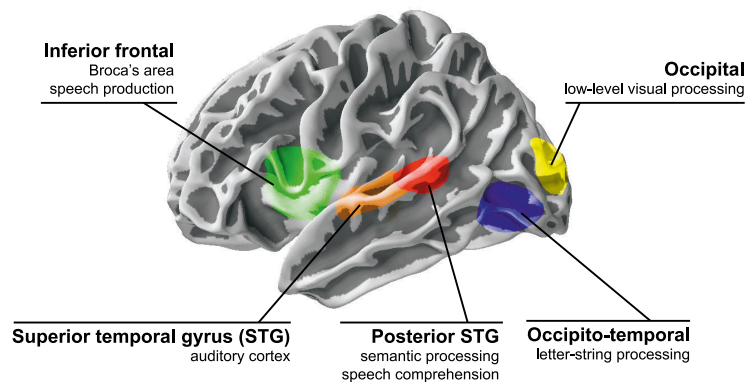 Inferior frontal
Broca's area
speech production
Occipital
low-level visual processing
Superior temporal gyrus (STG)
auditory cortex
Posterior STG
semantic processing
speech comprehension
Occipito-temporal
letter-string processing